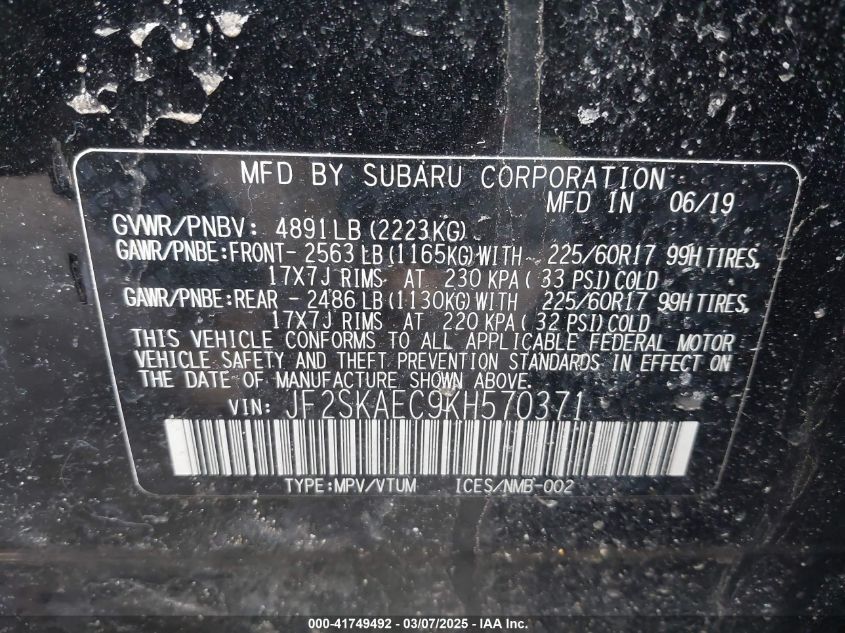 MFD BY SUBARU CORPORATION
MFD IN 06/19
GVWR/PNBV: 4891LB (2223KG)
GAWR/PNBE:FRONT- 2563 LB (1165KG) WITH 225/60R17 99H TIRES,
17X7J RIMS AT 230 KPA ( 33 PSI) COLD
GAWR/PNBE:REAR - 2486 LB (1130KG) WITH 225/60R17 99H TIRES,
17X7J RIMS AT 220 KPA ( 32 PSI) COLD
THIS VEHICLE CONFORMS TO ALL APPLICABLE FEDERAL MOTOR
VEHICLE SAFETY AND THEFT PREVENTION STANDARDS IN EFFECT ON
THE DATE OF MANUFACTURE SHOWN ABOVE.
VIN: JF2SKAEC9KH570371
TYPE:MPV/VTUM ICES/NMB-002
000-41749492 - 03/07/2025 - IAA Inc.